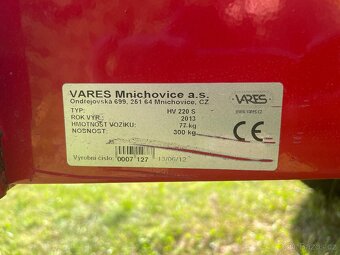 VARES Mnichovice a.s.
Ondřejovská 699, 251 64 Mnichovice, CZ
VARES
www.vares.cz
TYP: HV 220 S
ROK VÝR.: 2013
HMOTNOST VOZÍKU: 77 kg
NOSNOST: 300 kg
CE
Výrobní číslo: 0007 127 13/06/12